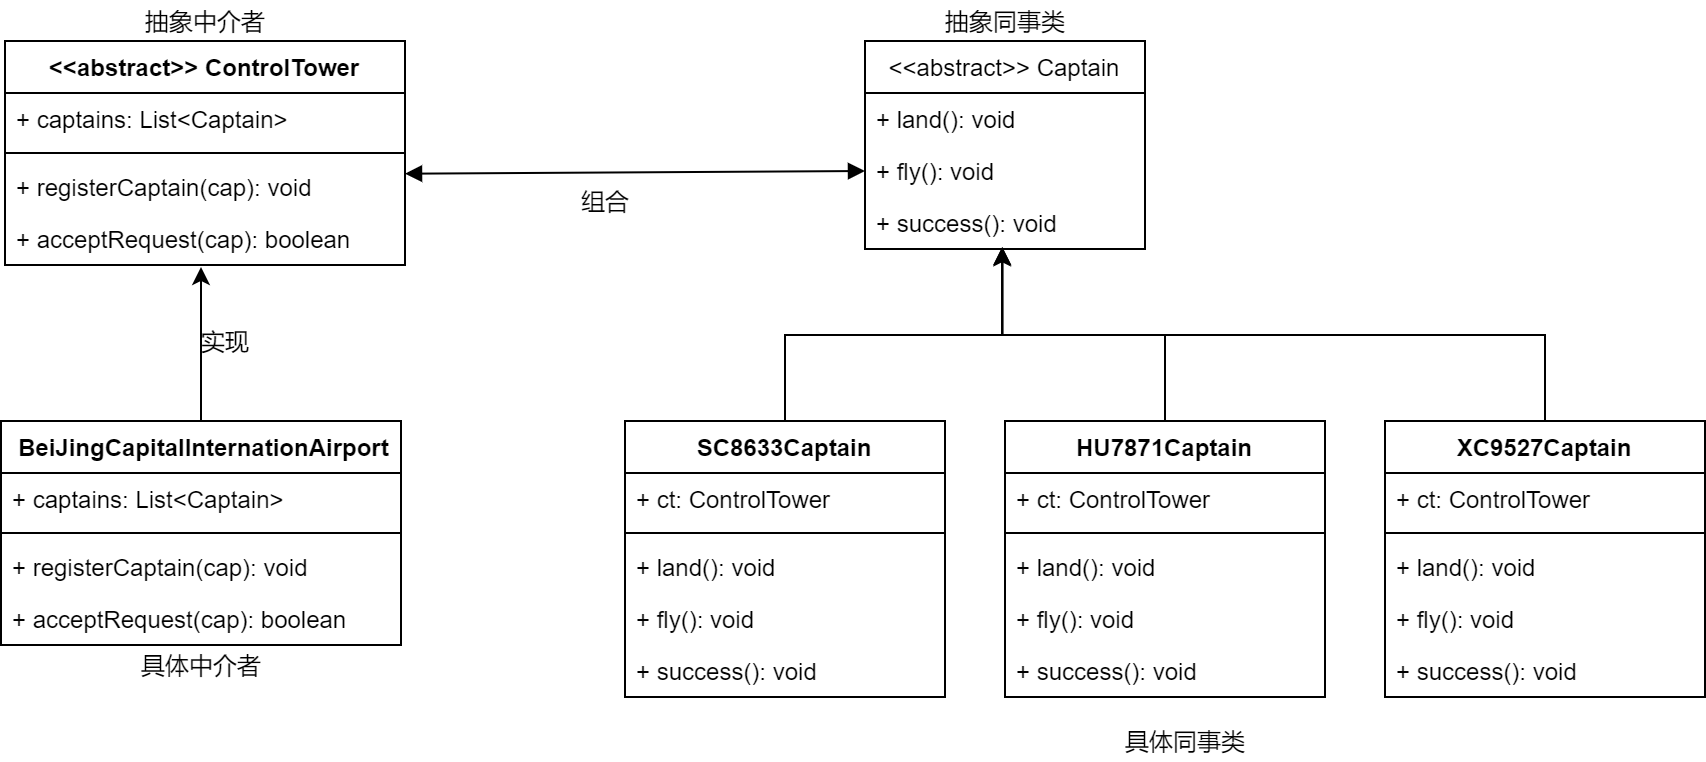 抽象中介者
<<abstract>> ControlTower
+ captains: List<Captain>
+ registerCaptain(cap): void
+ acceptRequest(cap): boolean
组合
抽象同事类
<<abstract>> Captain
+ land(): void
+ fly(): void
+ success(): void
实现
BeiJingCapitalInternationAirport
+ captains: List<Captain>
+ registerCaptain(cap): void
+ acceptRequest(cap): boolean
具体中介者
SC8633Captain
+ ct: ControlTower
+ land(): void
+ fly(): void
+ success(): void
HU7871Captain
+ ct: ControlTower
+ land(): void
+ fly(): void
+ success(): void
XC9527Captain
+ ct: ControlTower
+ land(): void
+ fly(): void
+ success(): void
具体同事类